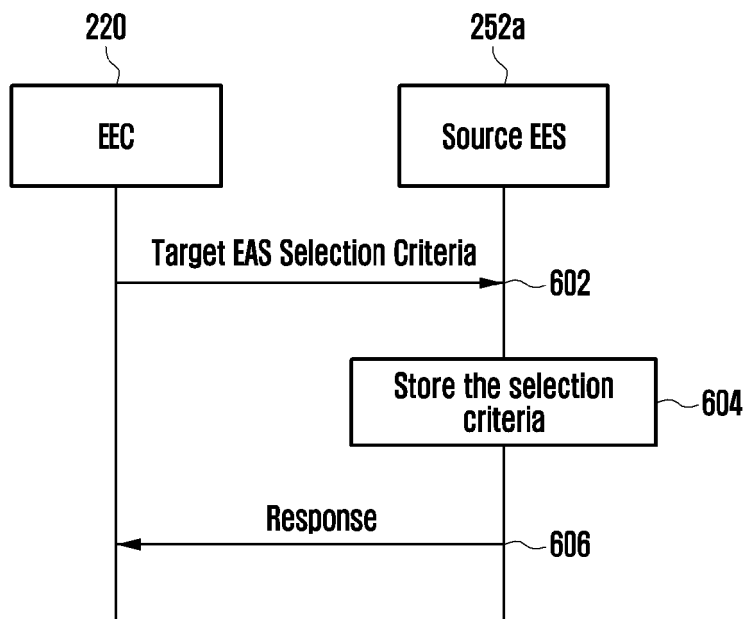 220
252a
EEC
Source EES
Target EAS Selection Criteria
602
Store the selection
criteria
604
Response
606